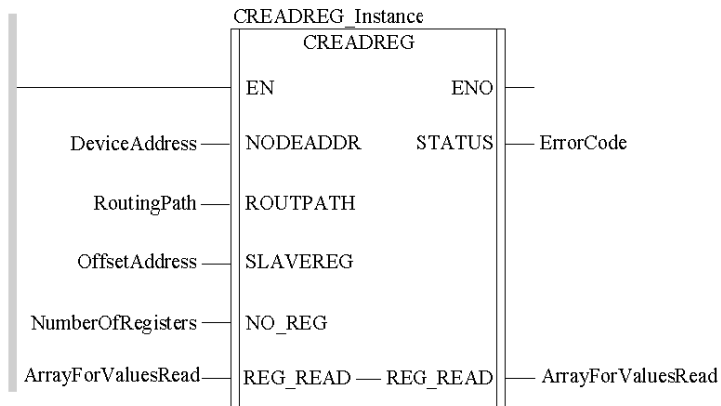 CREADREG_Instance
CREADREG
EN ENO
DeviceAddress NODEADDR STATUS ErrorCode
RoutingPath ROUTPATH
OffsetAddress SLAVEREG
NumberOfRegisters NO_REG
ArrayForValuesRead REG_READ REG_READ ArrayForValuesRead